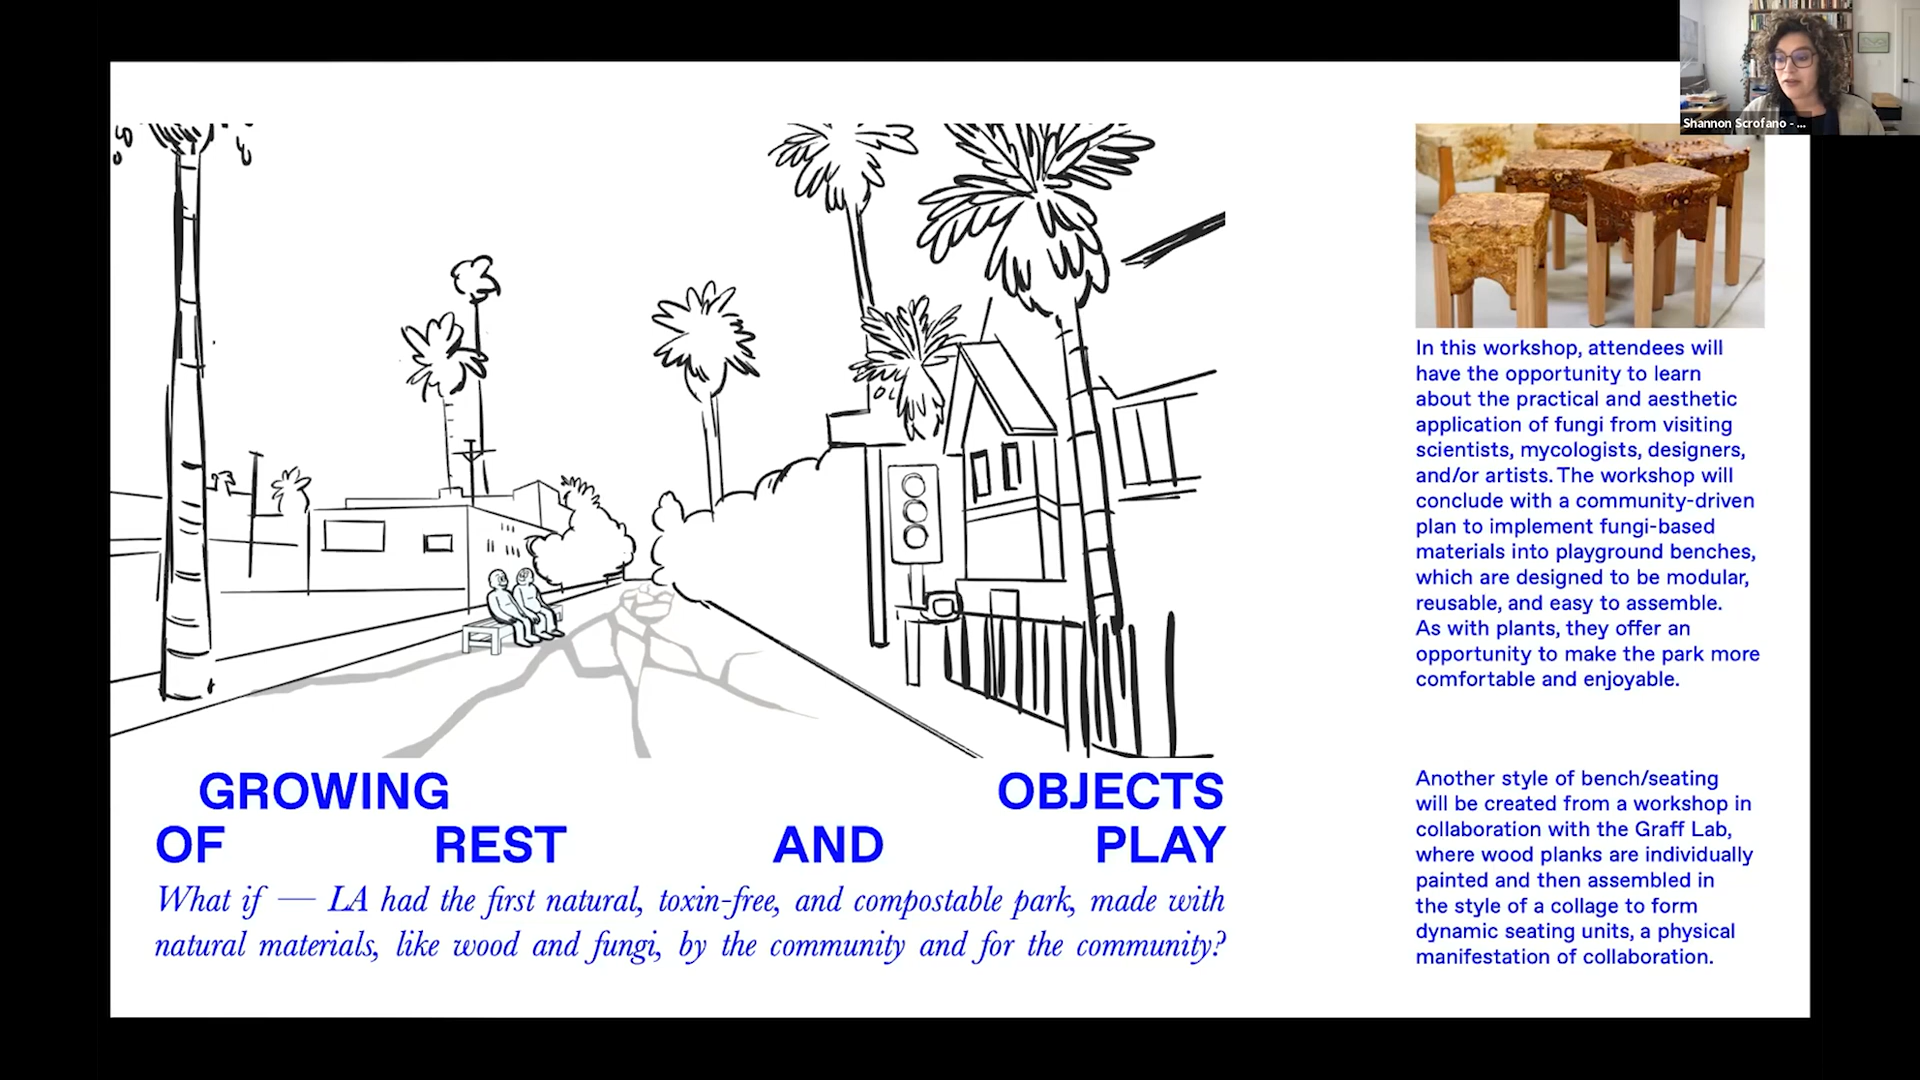 Shannon Scrofano - ...
In this workshop, attendees will
have the opportunity to learn
about the practical and aesthetic
application of fungi from visiting
scientists, mycologists, designers,
and/or artists. The workshop will
conclude with a community-driven
plan to implement fungi-based
materials into playground benches,
which are designed to be modular,
reusable, and easy to assemble.
As with plants, they offer an
opportunity to make the park more
comfortable and enjoyable.
Another style of bench/seating
will be created from a workshop in
collaboration with the Graff Lab,
where wood planks are individually
painted and then assembled in
the style of a collage to form
dynamic seating units, a physical
manifestation of collaboration.
GROWING OBJECTS
OF REST AND PLAY
What if — LA had the first natural, toxin-free, and compostable park, made with
natural materials, like wood and fungi, by the community and for the community?